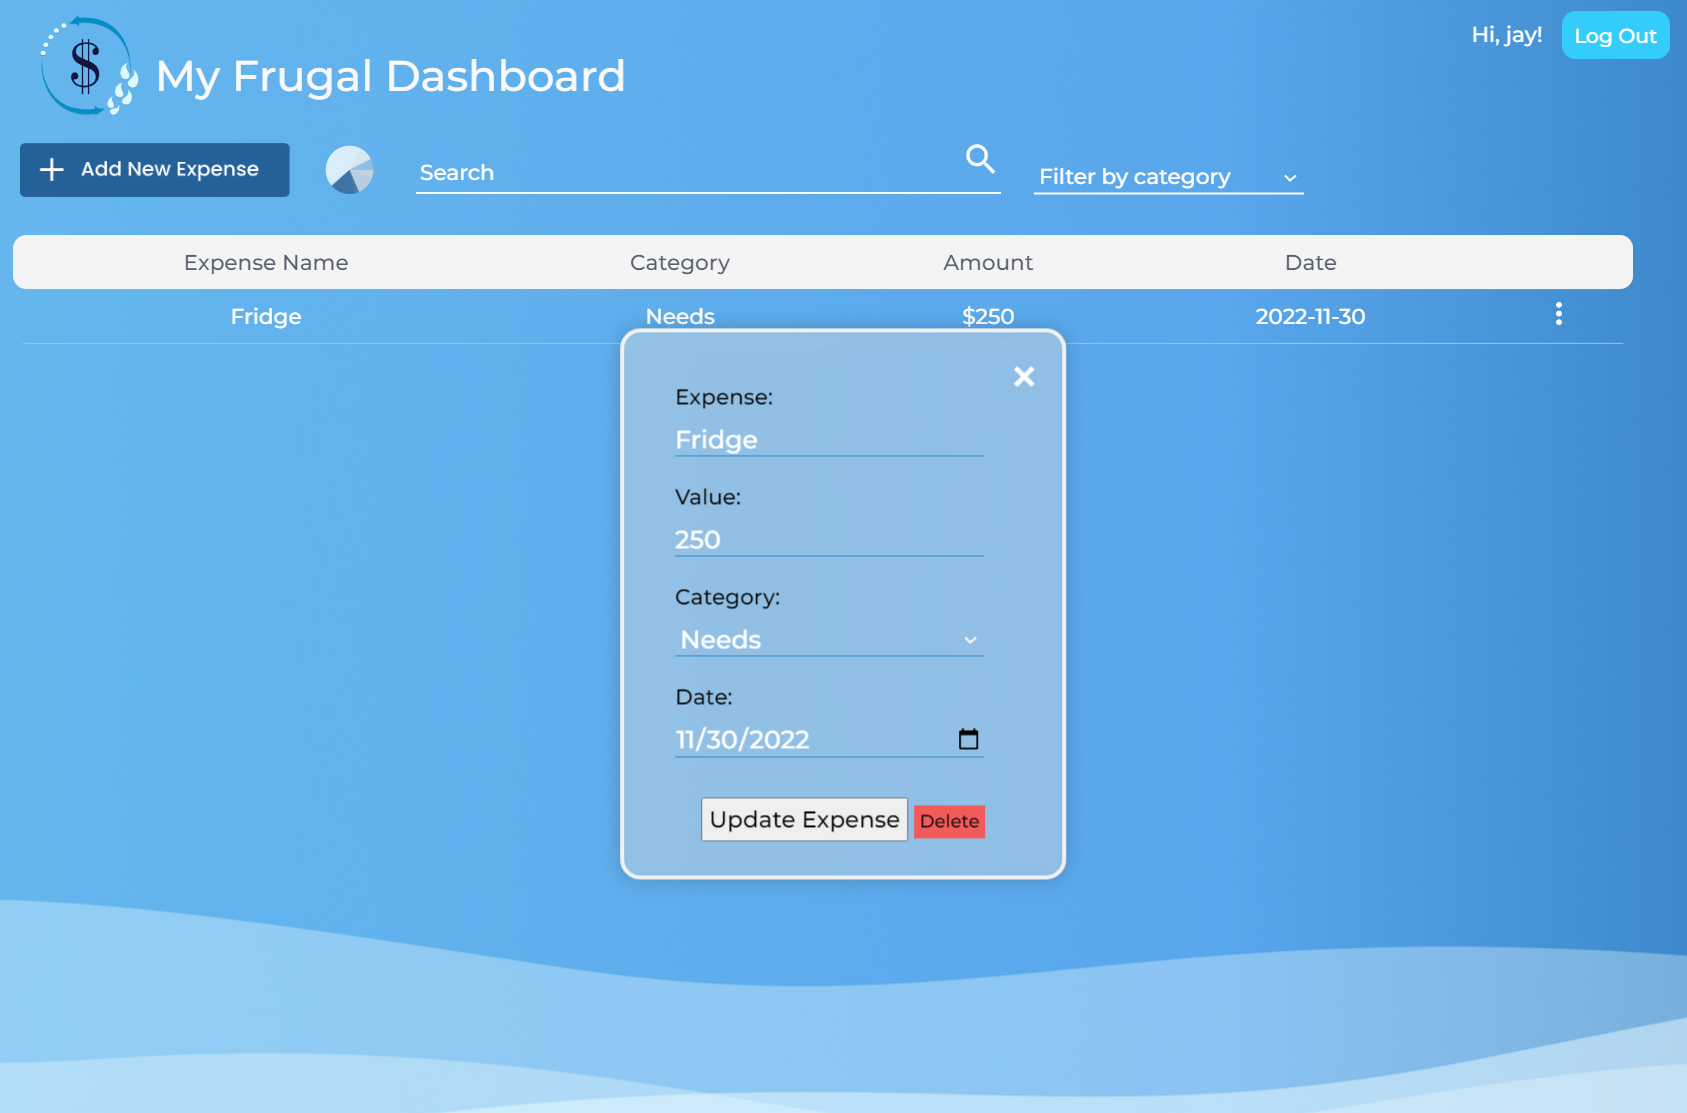 Hi, jay!
Log Out
$
My Frugal Dashboard
Add New Expense
Search
Filter by category
Expense Name Category Amount Date
Fridge Needs $250 2022-11-30
Expense:
Fridge
Value:
250
Category:
Needs
Date:
11/30/2022
Update Expense
Delete